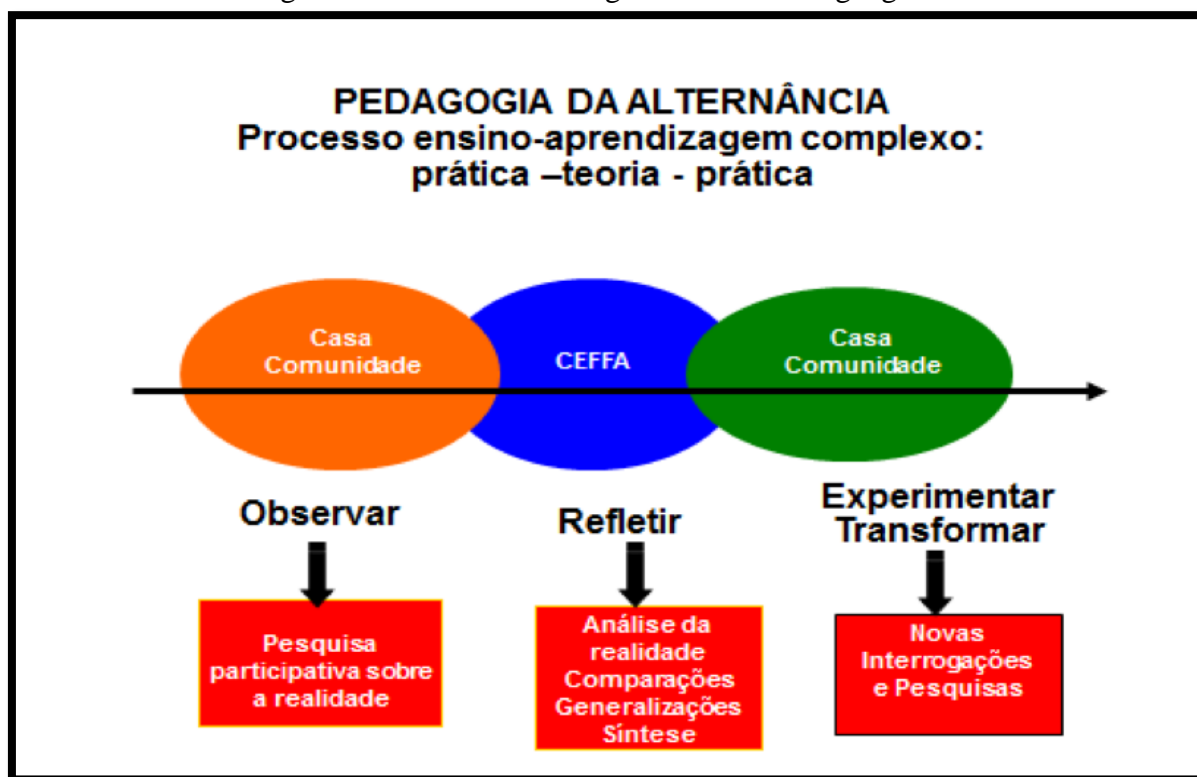 PEDAGOGIA DA ALTERNÂNCIA
Processo ensino-aprendizagem complexo:
prática –teoria - prática
Casa
Comunidade
CEFFA
Casa
Comunidade
Observar
Refletir
Experimentar
Transformar
Pesquisa
participativa sobre
a realidade
Análise da
realidade
Comparações
Generalizações
Síntese
Novas
Interrogações
e Pesquisas